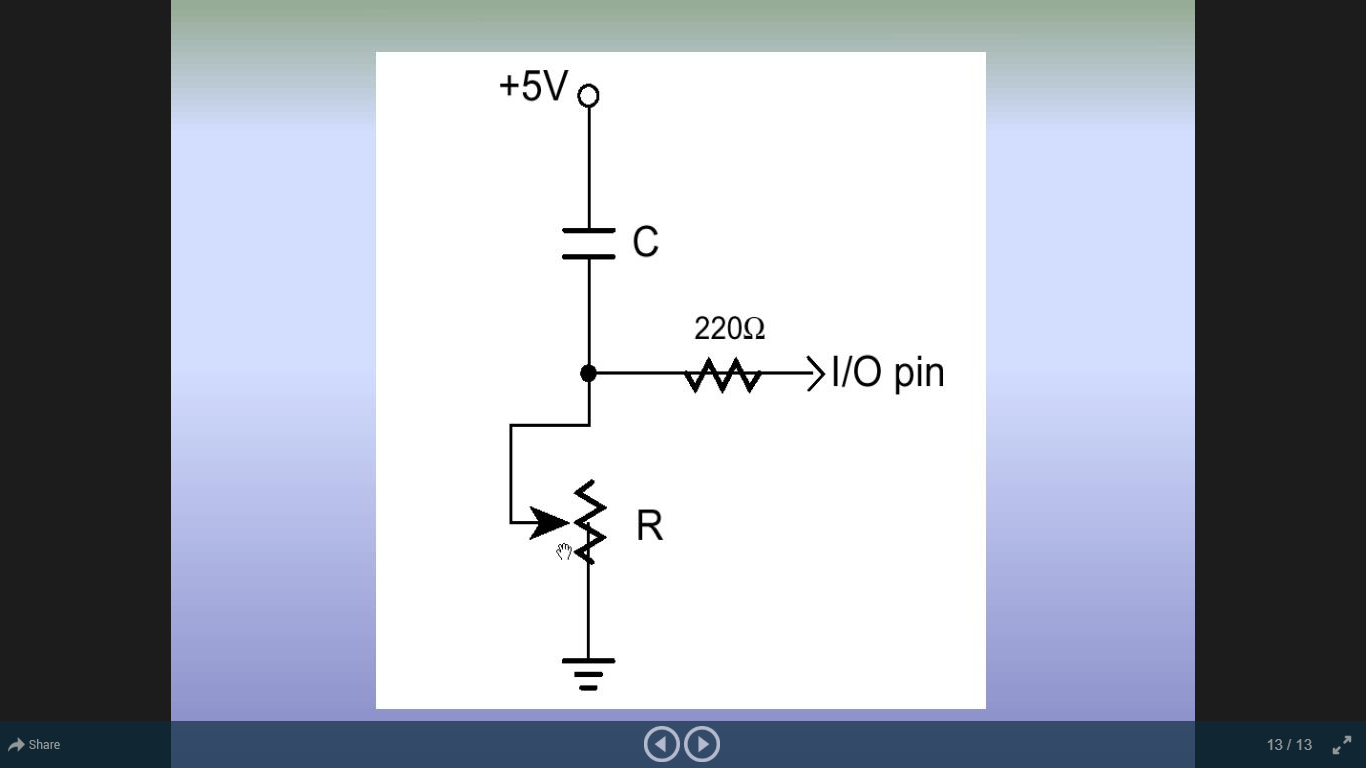 +5V
C
220Ω
I/O pin
R
Share
13 / 13